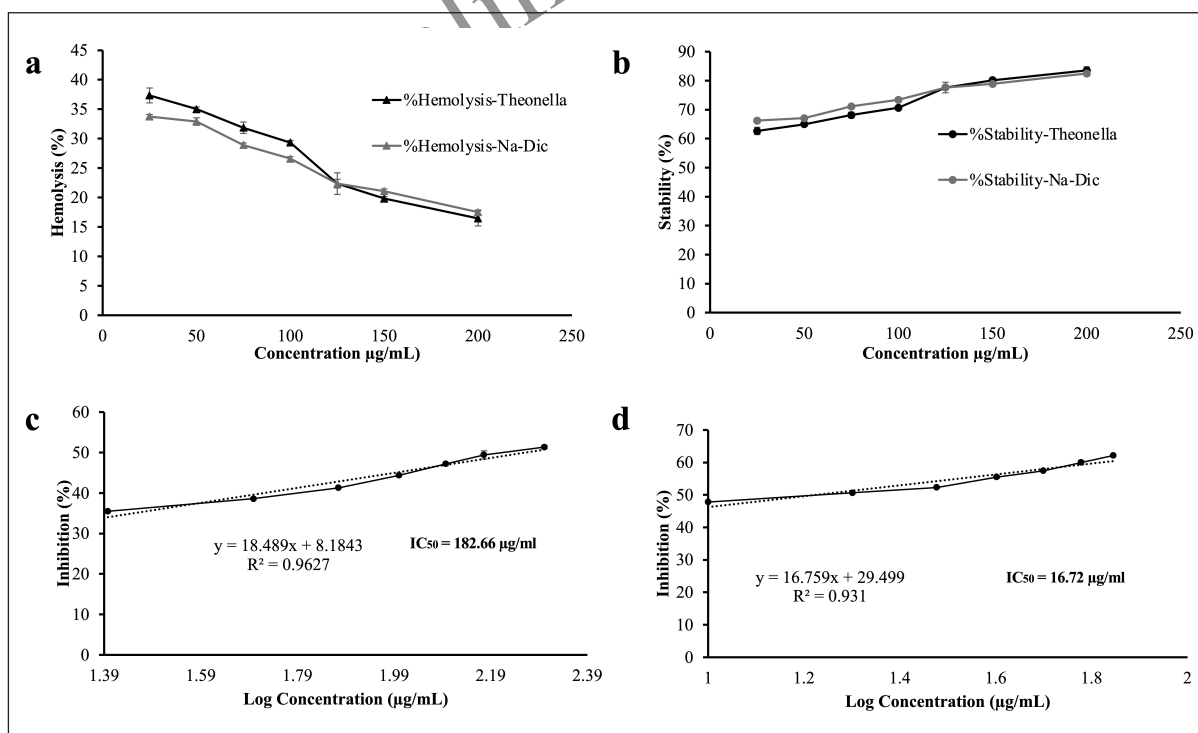 a
45
40
35
30
25
20
15
10
5
0
Hemolysis (%)
%Hemolysis-Theonella
%Hemolysis-Na-Dic
0 50 100 150 200 250
Concentration µg/mL)
b
90
80
70
60
50
40
30
20
10
0
Stability (%)
%Stability-Theonella
%Stability-Na-Dic
0 50 100 150 200 250
Concentration µg/mL)
c
60
50
40
30
20
10
0
Inhibition (%)
y = 18.489x + 8.1843
R² = 0.9627
IC₅₀ = 182.66 µg/ml
1.39 1.59 1.79 1.99 2.19 2.39
Log Concentration (µg/mL)
d
70
60
50
40
30
20
10
0
Inhibition (%)
y = 16.759x + 29.499
R² = 0.931
IC₅₀ = 16.72 µg/ml
1 1.2 1.4 1.6 1.8 2
Log Concentration (µg/mL)